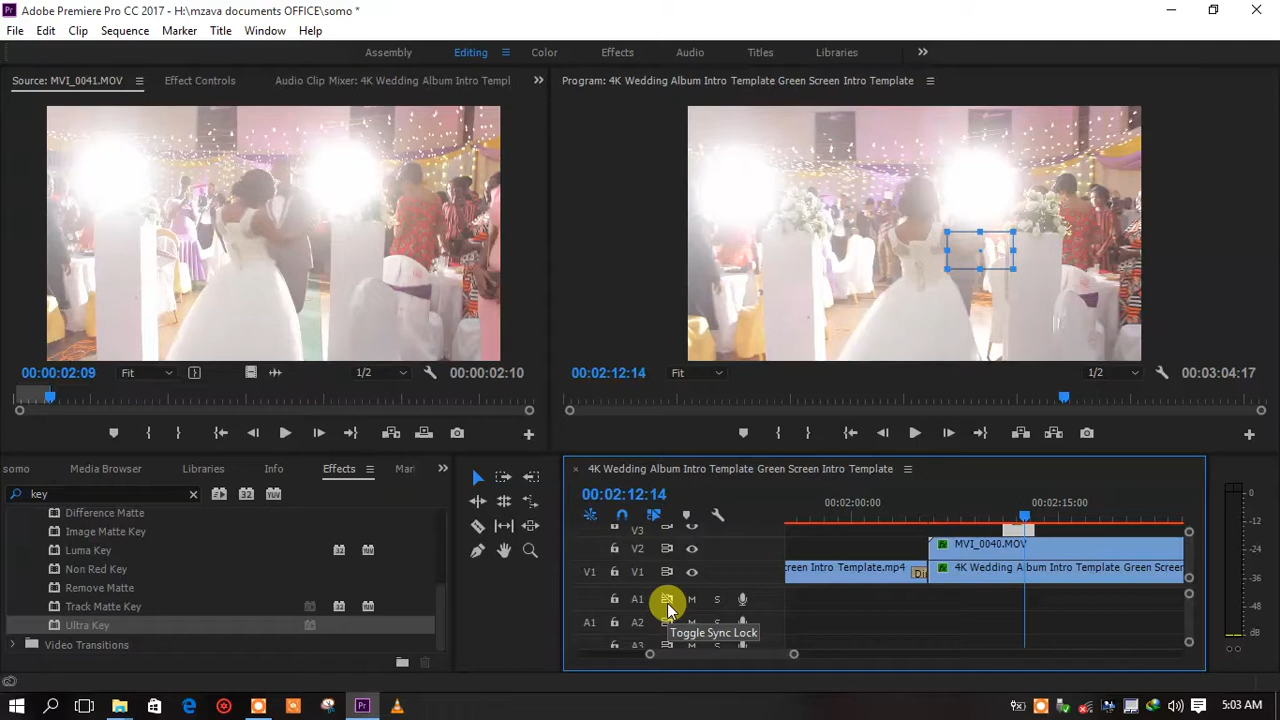 Pr Adobe Premiere Pro CC 2017 - H:\mzava documents OFFICE\somo *
File Edit Clip Sequence Marker Title Window Help
Assembly Editing Color Effects Audio Titles Libraries
Source: MVI_0041.MOV Effect Controls Audio Clip Mixer: 4K Wedding Album Intro Templ
Program: 4K Wedding Album Intro Template Green Screen Intro Template
00:00:02:09 Fit 1/2 00:00:02:10
00:02:12:14 Fit 1/2 00:03:04:17
somo Media Browser Libraries Info Effects Mar
key
Difference Matte
Image Matte Key
Luma Key
Non Red Key
Remove Matte
Track Matte Key
Ultra Key
Video Transitions
4K Wedding Album Intro Template Green Screen Intro Template
00:02:12:14
00:02:00:00 00:02:15:00
V3
V2 MVI_0040.MOV
V1 V1 creen Intro Template.mp4 4K Wedding Album Intro Template Green Screen
A1 M S
A1 A2 M S
A3 M S
Toggle Sync Lock
0
-12
-24
-36
-48
dB
S S
32 YUV
32 YUV
5:03 AM